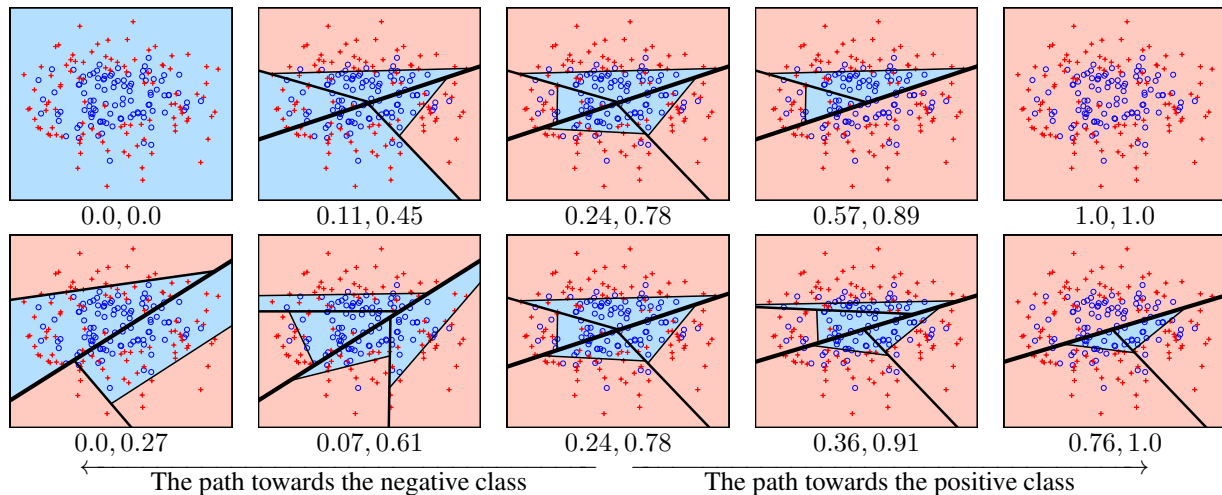 0.0, 0.0 0.11, 0.45 0.24, 0.78 0.57, 0.89 1.0, 1.0
0.0, 0.27 0.07, 0.61 0.24, 0.78 0.36, 0.91 0.76, 1.0
The path towards the negative class The path towards the positive class